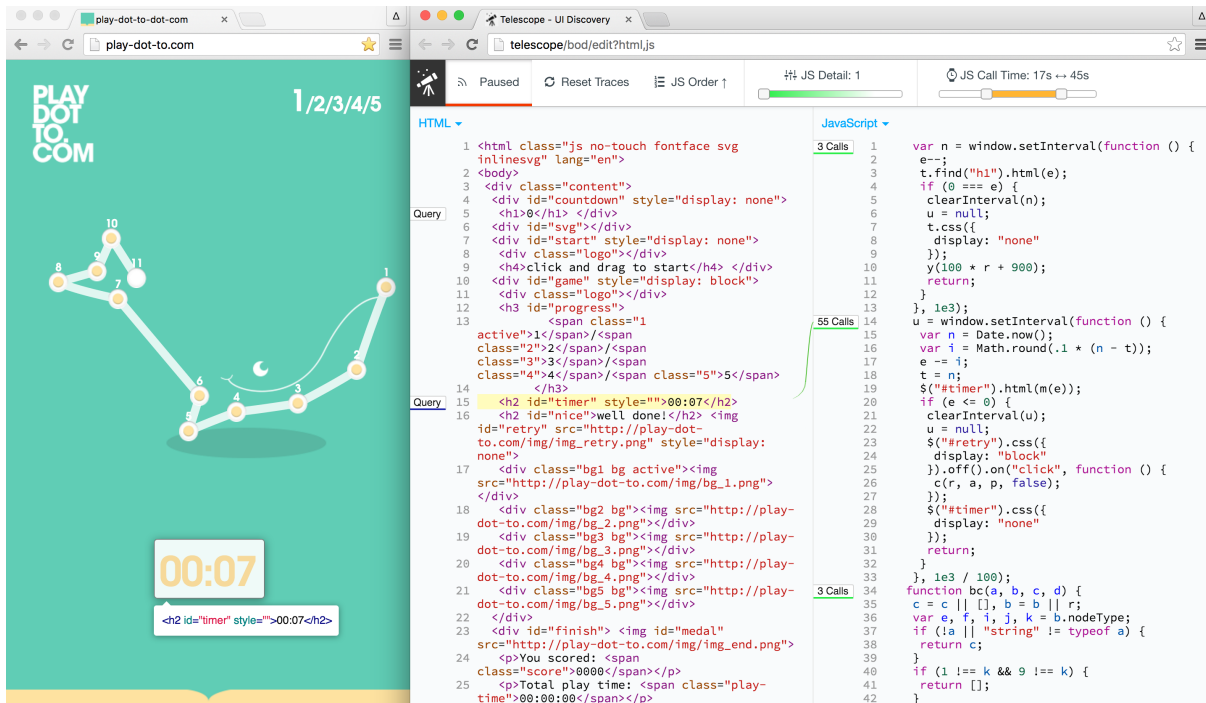 play-dot-to-dot-com
play-dot-to.com
PLAY
DOT
TO.
COM
1/2/3/4/5
10
11
9
8
7
1
6
2
3
4
5
00:07
<h2 id="timer" style="">00:07</h2>
Telescope - UI Discovery
telescope/bod/edit?html,js
Paused
Reset Traces
JS Order ↑
JS Detail: 1
JS Call Time: 17s ↔ 45s
HTML
1 <html class="js no-touch fontface svg
inlinesvg" lang="en">
2 <body>
3 <div class="content">
4 <div id="countdown" style="display: none">
Query 5 <h1>0</h1> </div>
6 <div id="svg"></div>
7 <div id="start" style="display: none">
8 <div class="logo"></div>
9 <h4>click and drag to start</h4> </div>
10 <div id="game" style="display: block">
11 <div class="logo"></div>
12 <h3 id="progress">
13 <span class="1
active">1</span>/<span
class="2">2</span>/<span
class="3">3</span>/<span
class="4">4</span>/<span class="5">5</span>
14 </h3>
Query 15 <h2 id="timer" style="">00:07</h2>
16 <h2 id="nice">well done!</h2> <img
id="retry" src="http://play-dot-
to.com/img/img_retry.png" style="display:
none">
17 <div class="bg1 bg active"><img
src="http://play-dot-to.com/img/bg_1.png">
</div>
18 <div class="bg2 bg"><img src="http://play-
dot-to.com/img/bg_2.png"></div>
19 <div class="bg3 bg"><img src="http://play-
dot-to.com/img/bg_3.png"></div>
20 <div class="bg4 bg"><img src="http://play-
dot-to.com/img/bg_4.png"></div>
21 <div class="bg5 bg"><img src="http://play-
dot-to.com/img/bg_5.png"></div>
22 </div>
23 <div id="finish"> <img id="medal"
src="http://play-dot-to.com/img/img_end.png">
24 <p>You scored: <span
class="score">0000</span></p>
25 <p>Total play time: <span class="play-
time">00:00:00</span></p>
JavaScript
3 Calls 1 var n = window.setInterval(function () {
2 e--;
3 t.find("h1").html(e);
4 if (0 === e) {
5 clearInterval(n);
6 u = null;
7 t.css({
8 display: "none"
9 });
10 y(100 * r + 900);
11 return;
12 }
13 }, 1e3);
55 Calls 14 u = window.setInterval(function () {
15 var n = Date.now();
16 var i = Math.round(.1 * (n - t));
17 e -= i;
18 t = n;
19 $("#timer").html(m(e));
20 if (e <= 0) {
21 clearInterval(u);
22 u = null;
23 $("#retry").css({
24 display: "block"
25 }).off().on("click", function () {
26 c(r, a, p, false);
27 });
28 $("#timer").css({
29 display: "none"
30 });
31 return;
32 }
33 }, 1e3 / 100);
3 Calls 34 function bc(a, b, c, d) {
35 c = c || [], b = b || r;
36 var e, f, i, j, k = b.nodeType;
37 if (!a || "string" != typeof a) {
38 return c;
39 }
40 if (1 !== k && 9 !== k) {
41 return [];
42 }